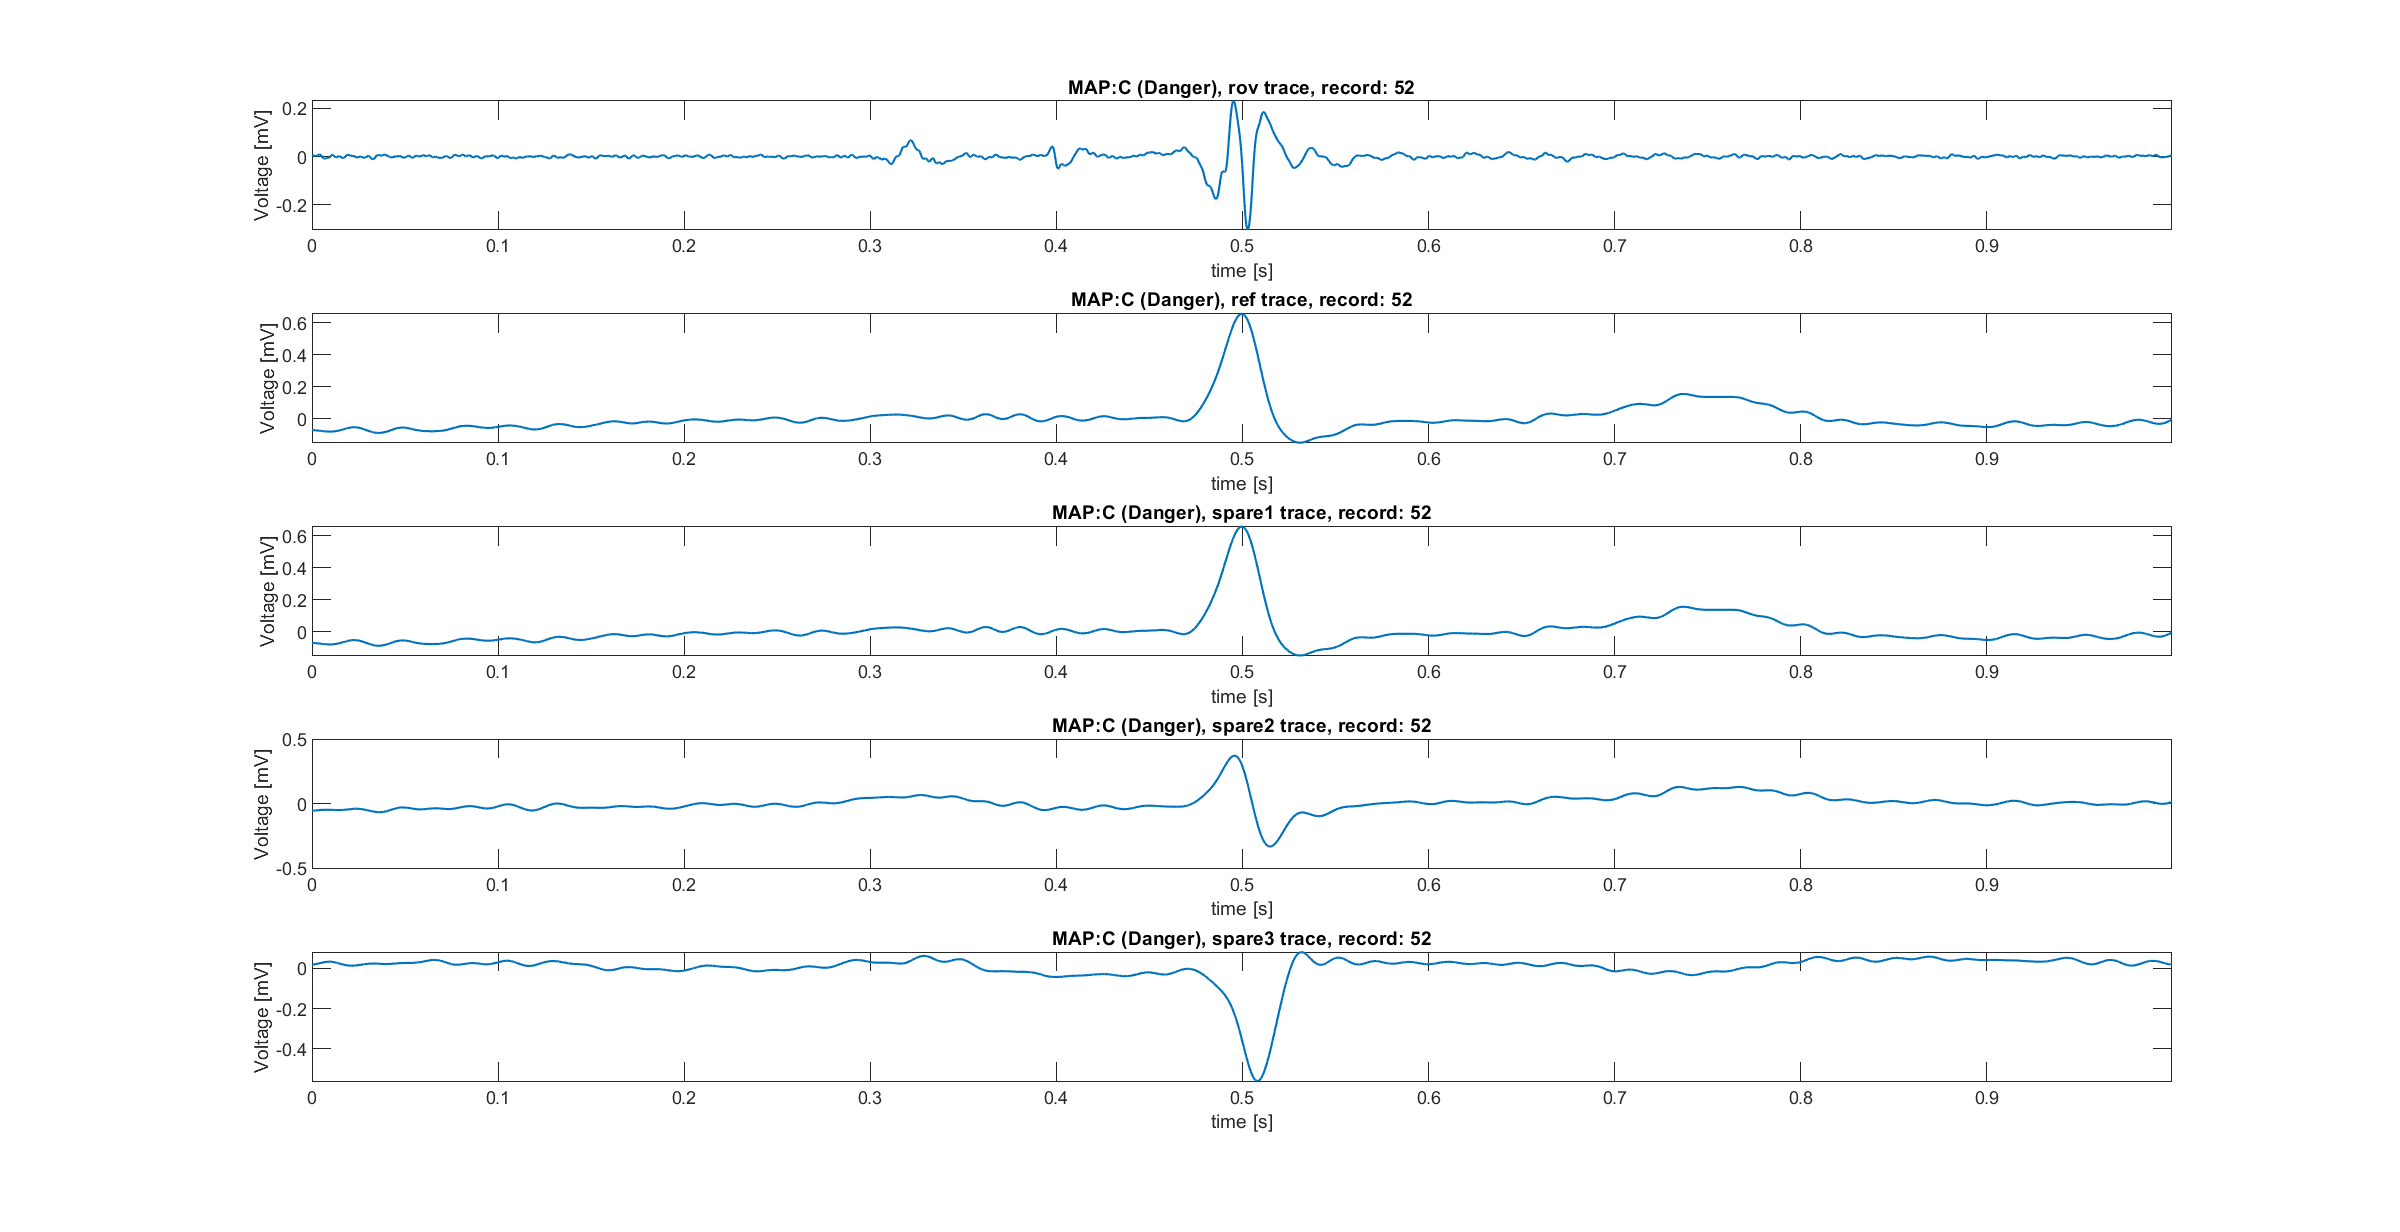 MAP:C (Danger), rov trace, record: 52
Voltage [mV]
0.2
0
-0.2
0 0.1 0.2 0.3 0.4 0.5 0.6 0.7 0.8 0.9
time [s]
MAP:C (Danger), ref trace, record: 52
Voltage [mV]
0.6
0.4
0.2
0
0 0.1 0.2 0.3 0.4 0.5 0.6 0.7 0.8 0.9
time [s]
MAP:C (Danger), spare1 trace, record: 52
Voltage [mV]
0.6
0.4
0.2
0
0 0.1 0.2 0.3 0.4 0.5 0.6 0.7 0.8 0.9
time [s]
MAP:C (Danger), spare2 trace, record: 52
Voltage [mV]
0.5
0
-0.5
0 0.1 0.2 0.3 0.4 0.5 0.6 0.7 0.8 0.9
time [s]
MAP:C (Danger), spare3 trace, record: 52
Voltage [mV]
0
-0.2
-0.4
0 0.1 0.2 0.3 0.4 0.5 0.6 0.7 0.8 0.9
time [s]